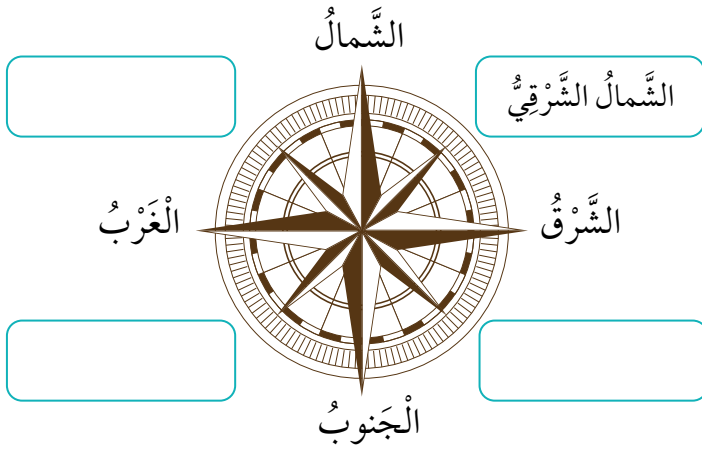 الشَّمالُ
الشَّمالُ الشَّرْقِيُّ
الشَّرْقُ
الْغَرْبُ
الْجَنوبُ